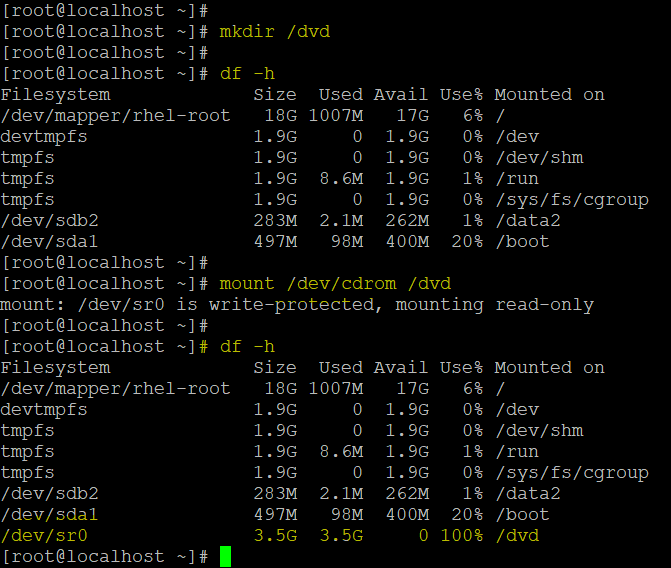 [root@localhost ~]#
[root@localhost ~]# mkdir /dvd
[root@localhost ~]#
[root@localhost ~]# df -h
Filesystem             Size  Used Avail Use% Mounted on
/dev/mapper/rhel-root   18G 1007M   17G   6% /
devtmpfs               1.9G     0  1.9G   0% /dev
tmpfs                  1.9G     0  1.9G   0% /dev/shm
tmpfs                  1.9G  8.6M  1.9G   1% /run
tmpfs                  1.9G     0  1.9G   0% /sys/fs/cgroup
/dev/sdb2              283M  2.1M  262M   1% /data2
/dev/sda1              497M   98M  400M  20% /boot
[root@localhost ~]#
[root@localhost ~]# mount /dev/cdrom /dvd
mount: /dev/sr0 is write-protected, mounting read-only
[root@localhost ~]#
[root@localhost ~]# df -h
Filesystem             Size  Used Avail Use% Mounted on
/dev/mapper/rhel-root   18G 1007M   17G   6% /
devtmpfs               1.9G     0  1.9G   0% /dev
tmpfs                  1.9G     0  1.9G   0% /dev/shm
tmpfs                  1.9G  8.6M  1.9G   1% /run
tmpfs                  1.9G     0  1.9G   0% /sys/fs/cgroup
/dev/sdb2              283M  2.1M  262M   1% /data2
/dev/sda1              497M   98M  400M  20% /boot
/dev/sr0               3.5G  3.5G     0 100% /dvd
[root@localhost ~]#